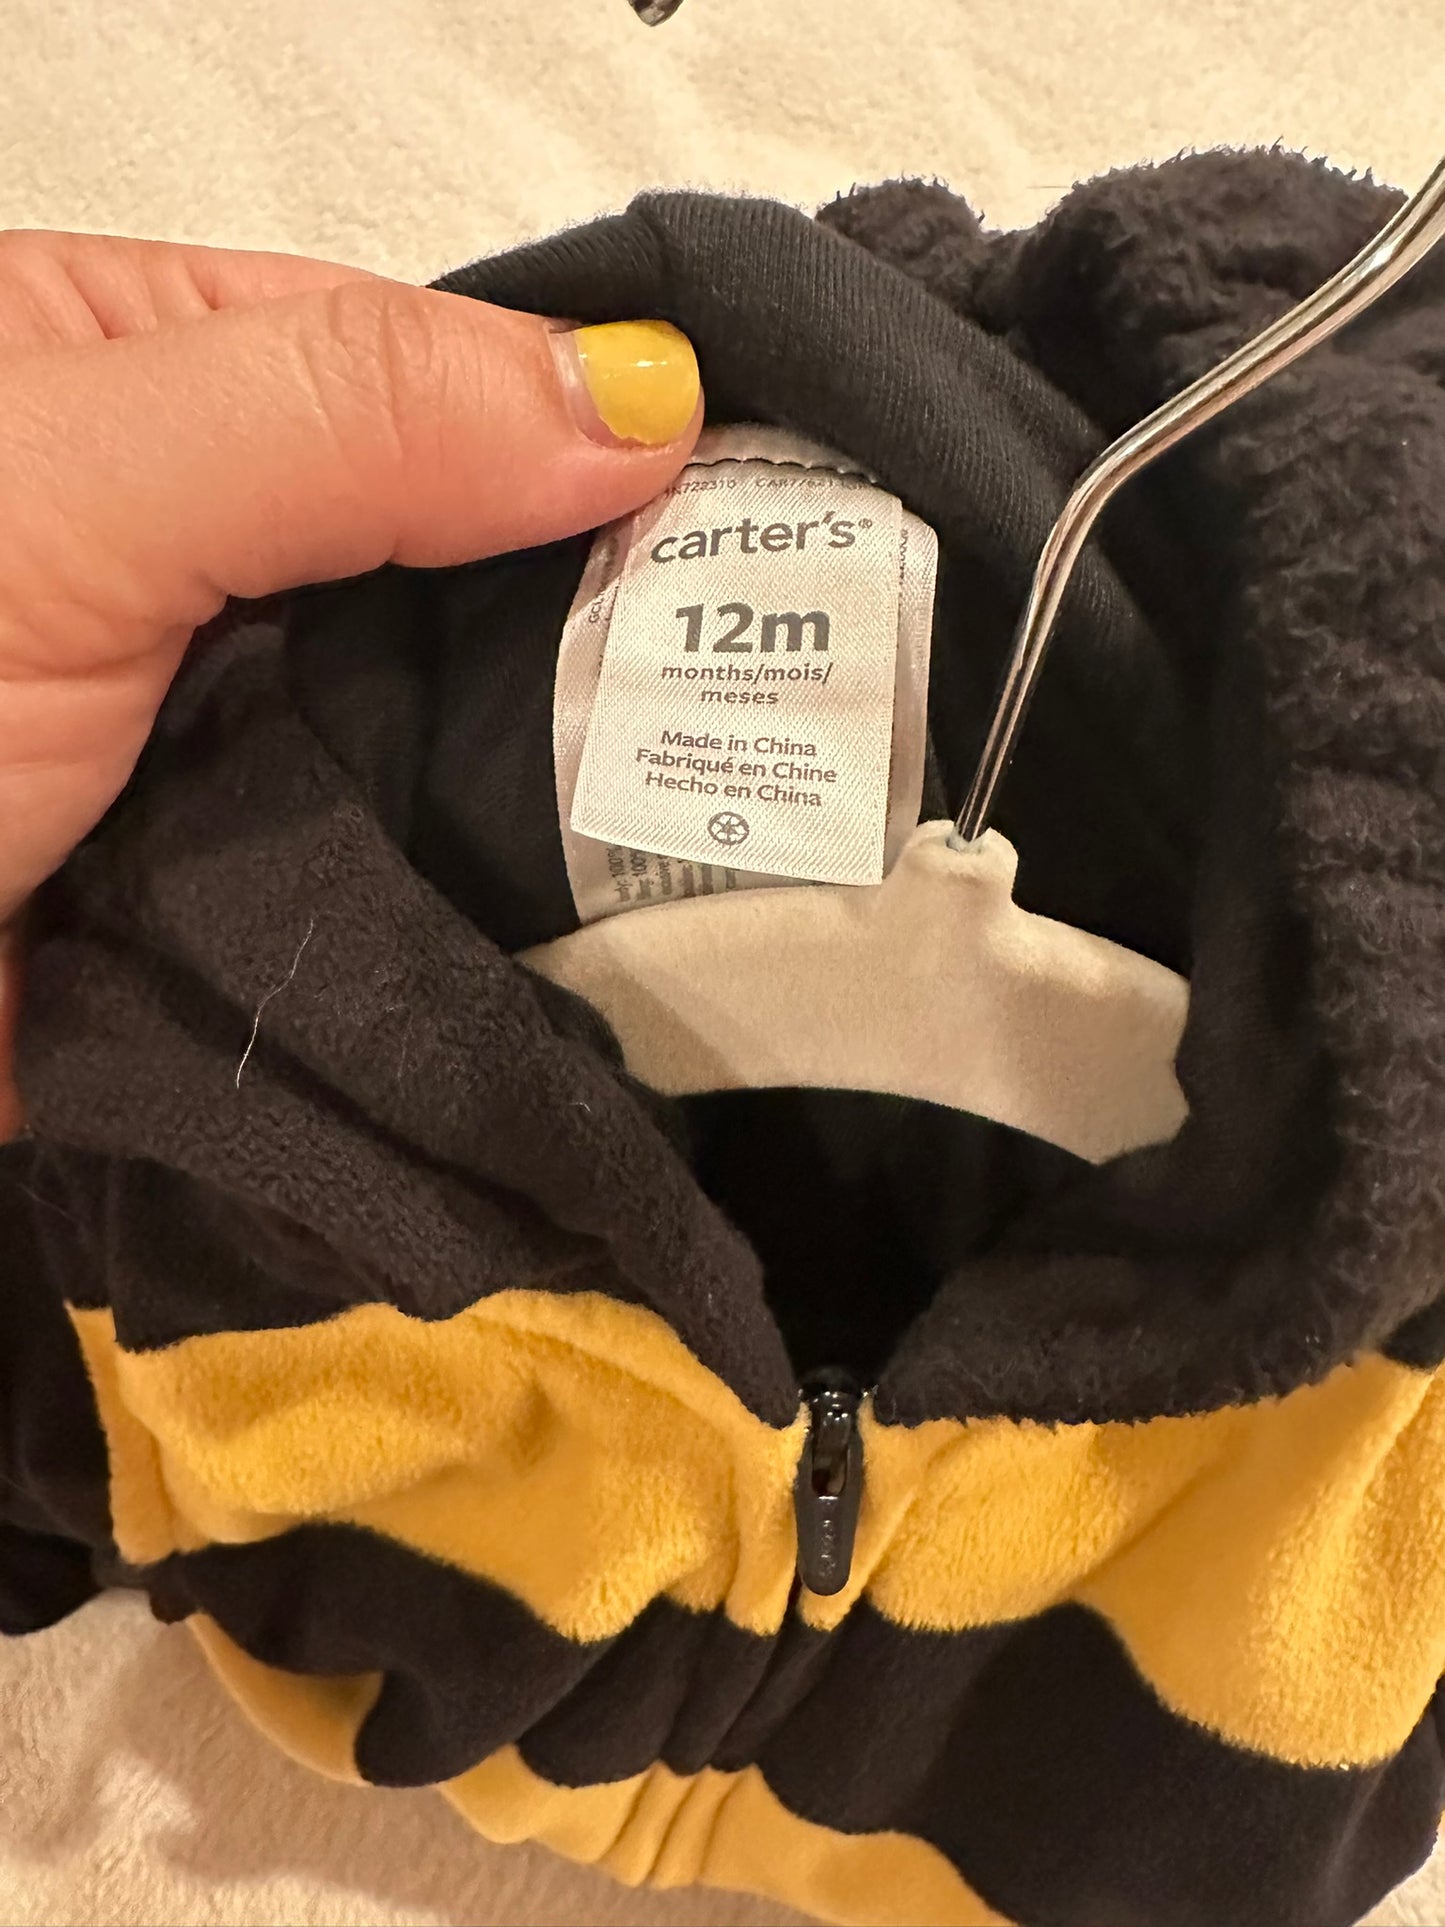 carter's®
12m
months/mois/
meses
Made in China
Fabriqué en Chine
Hecho en China